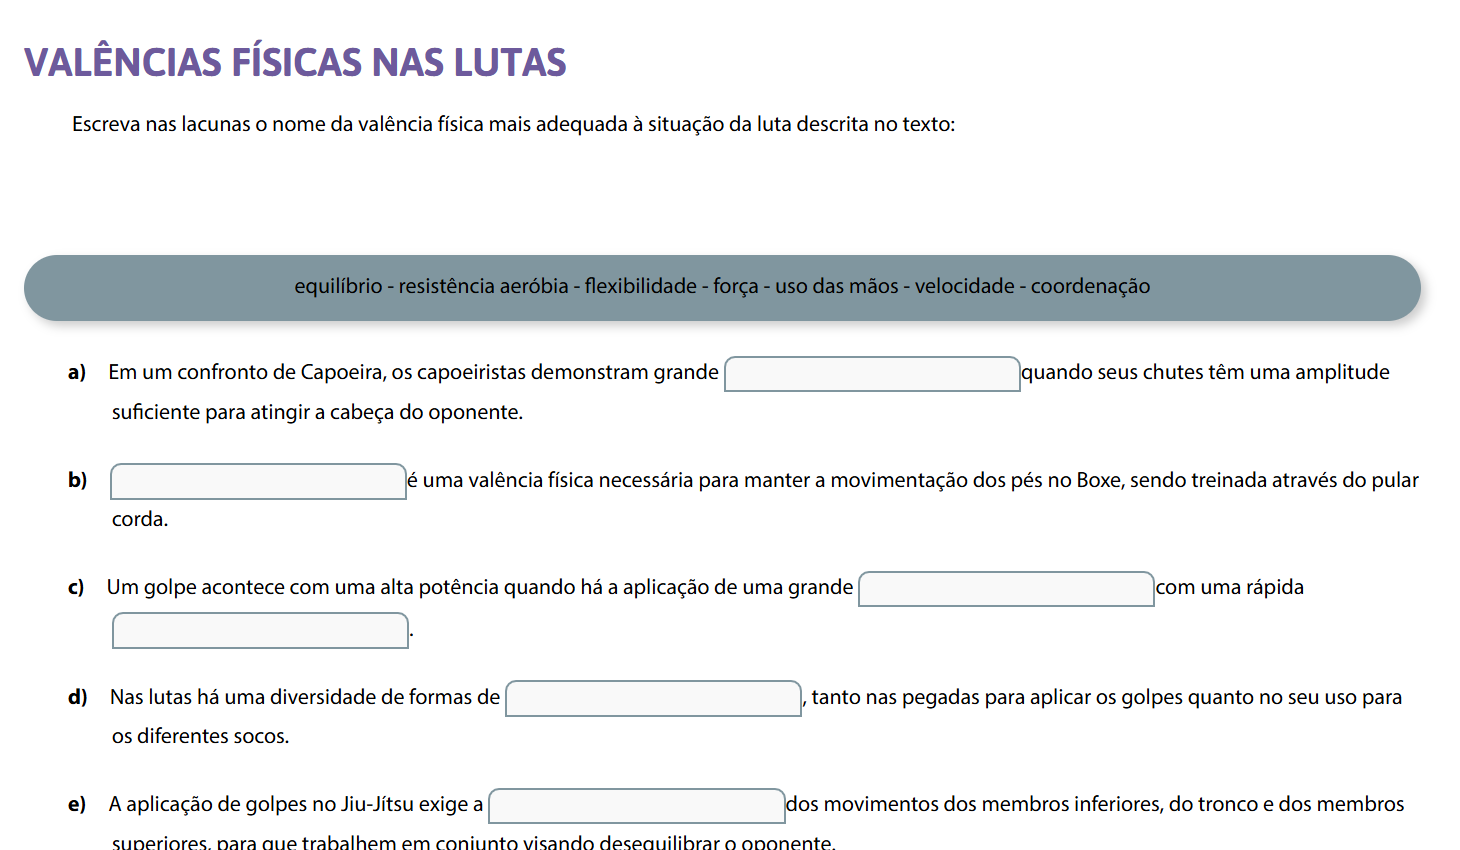 VALÊNCIAS FÍSICAS NAS LUTAS
Escreva nas lacunas o nome da valência física mais adequada à situação da luta descrita no texto:
equilíbrio - resistência aeróbia - flexibilidade - força - uso das mãos - velocidade - coordenação
a) Em um confronto de Capoeira, os capoeiristas demonstram grande quando seus chutes têm uma amplitude
suficiente para atingir a cabeça do oponente.
b) é uma valência física necessária para manter a movimentação dos pés no Boxe, sendo treinada através do pular
corda.
c) Um golpe acontece com uma alta potência quando há a aplicação de uma grande com uma rápida
.
d) Nas lutas há uma diversidade de formas de , tanto nas pegadas para aplicar os golpes quanto no seu uso para
os diferentes socos.
e) A aplicação de golpes no Jiu-Jítsu exige a dos movimentos dos membros inferiores, do tronco e dos membros
superiores, para que trabalhem em conjunto visando desequilibrar o oponente.